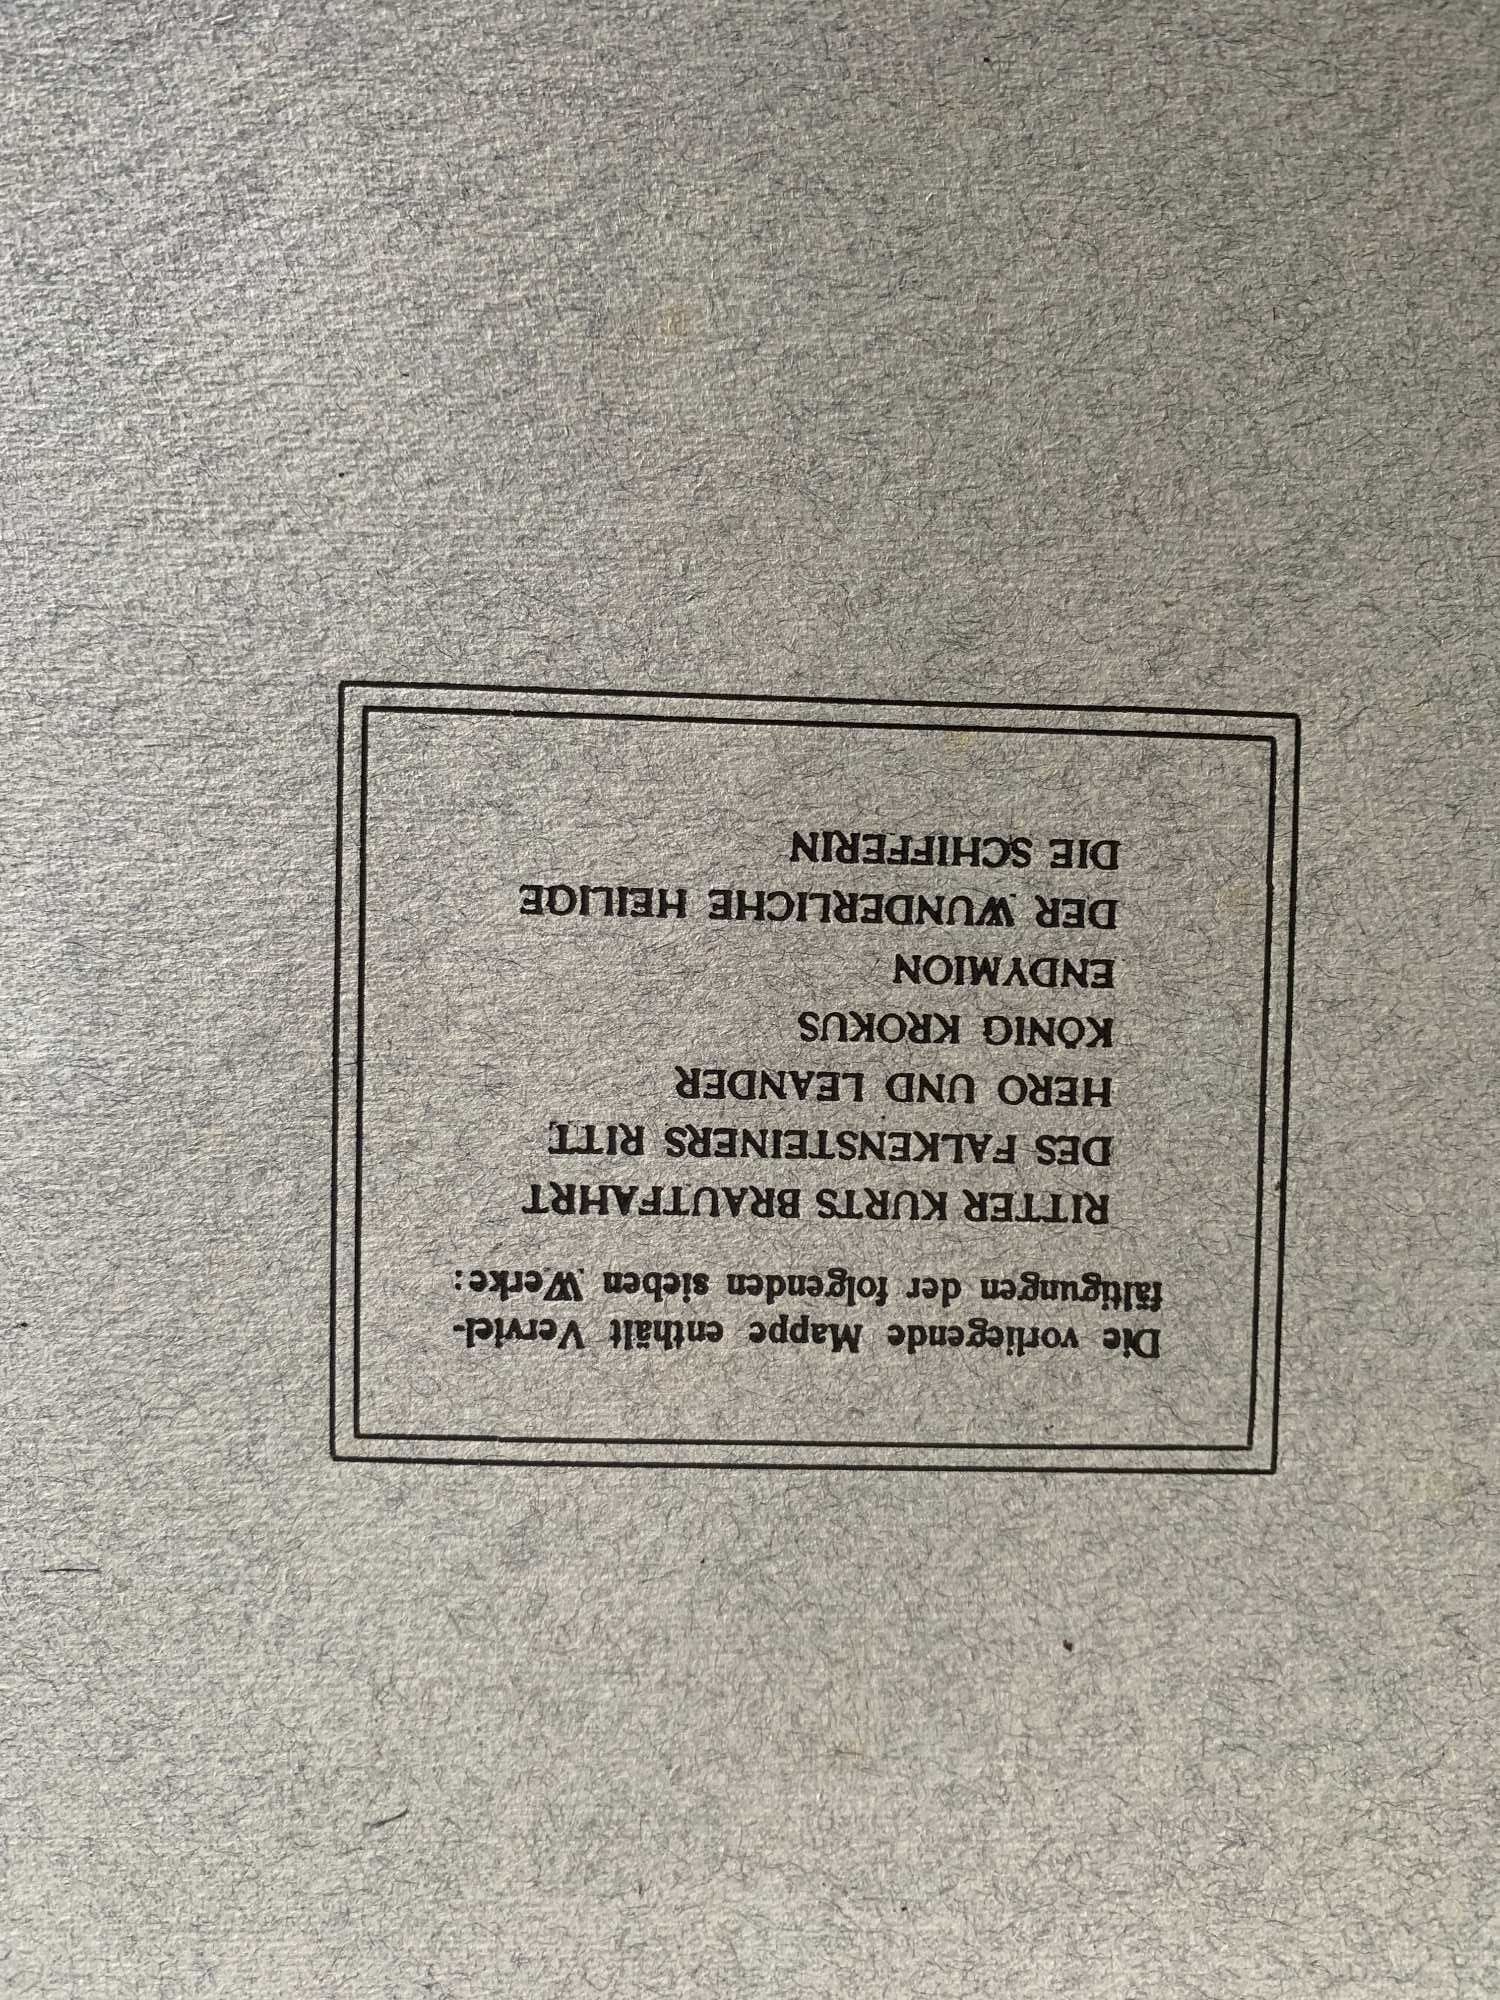 Die vorliegende Mappe enthält Verviel-
fältigungen der folgenden sieben Werke:
RITTER KURTS BRAUTFAHRT
DES FALKENSTEINERS RITT
HERO UND LEANDER
KÖNIG KROKUS
ENDYMION
DER WUNDERLICHE HEILIGE
DIE SCHIFFERIN